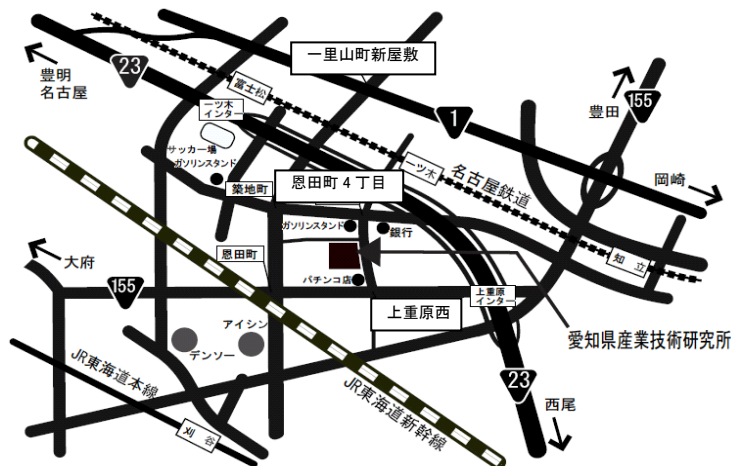 一里山町新屋敷
23
豊明
名古屋
富士松
1
155
豊田
一ツ木
インター
サッカー場
ガソリンスタンド
一ツ木
名古屋鉄道
岡崎
築地町
恩田町4丁目
ガソリンスタンド
銀行
恩田町
知立
大府
155
パチンコ店
上重原
インター
上重原西
アイシン
デンソー
愛知県産業技術研究所
JR東海道本線
JR東海道新幹線
23
西尾
刈谷